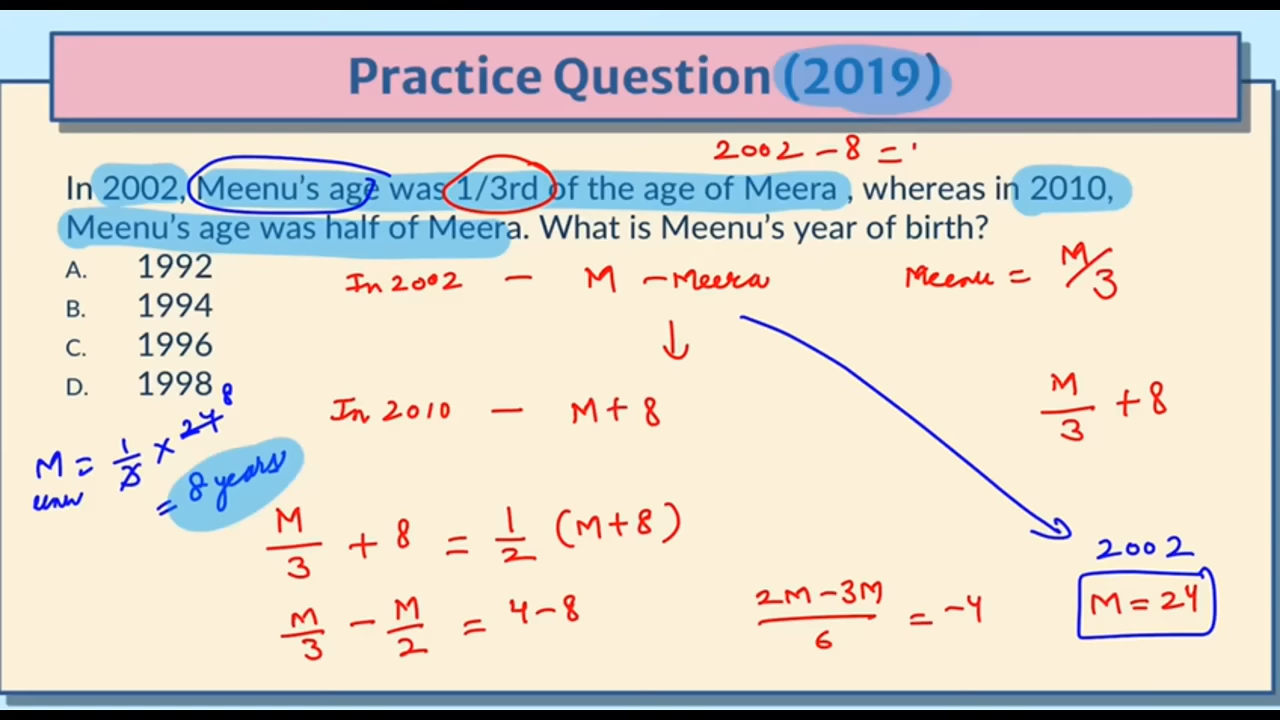 Practice Question (2019)
2002 - 8 =
In 2002, Meenu's age was 1/3rd of the age of Meera , whereas in 2010,
Meenu's age was half of Meera. What is Meenu's year of birth?
A. 1992
B. 1994
C. 1996
D. 1998
In 2002 - M - Meera
Meenu = M/3
↓
In 2010 - M + 8
M/3 + 8
M = 1/3 × 24 8
= 8 years
M/3 + 8 = 1/2 (M + 8)
2002
M/3 - M/2 = 4 - 8
2M - 3M/6 = -4
M = 24